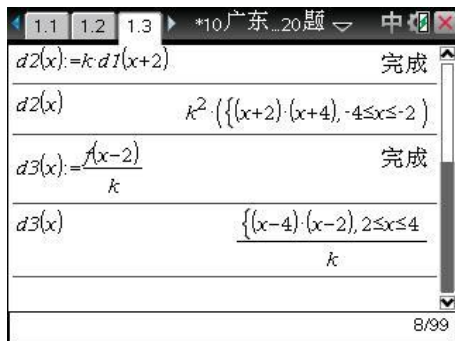 1.1 1.2 1.3 *10广东…20题 中
d2(x):=k·d1(x+2) 完成
d2(x) k²·({(x+2)·(x+4),-4≤x≤-2)
d3(x):=f(x-2)/k 完成
d3(x) {(x-4)·(x-2),2≤x≤4/k
8/99